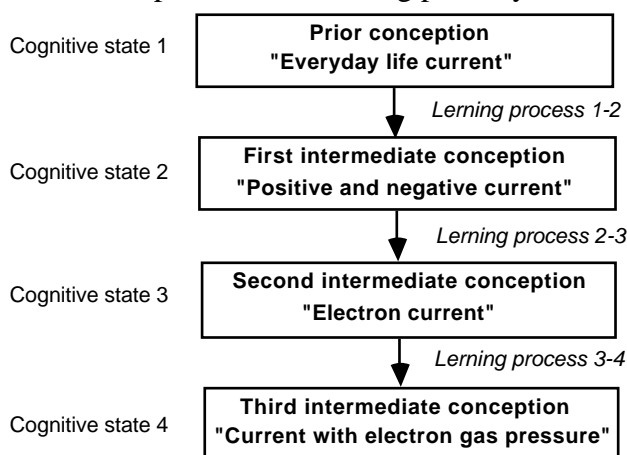 Prior conception
Cognitive state 1
"Everyday life current"
Lerning process 1-2
First intermediate conception
Cognitive state 2
"Positive and negative current"
Lerning process 2-3
Second intermediate conception
Cognitive state 3
"Electron current"
Lerning process 3-4
Third intermediate conception
Cognitive state 4
"Current with electron gas pressure"